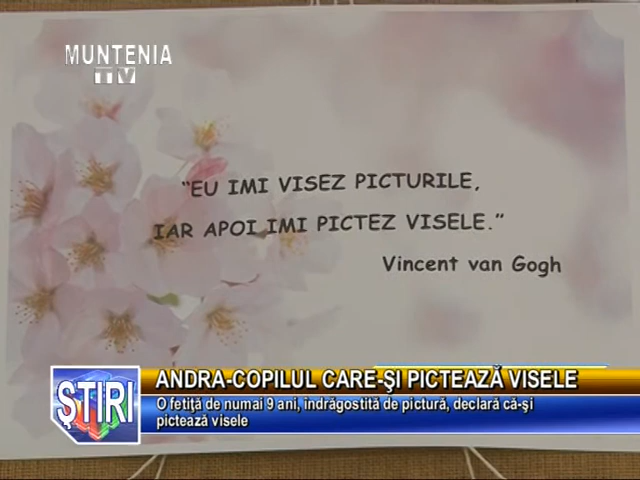 MUNTENIA
TV
"EU IMI VISEZ PICTURILE,
IAR APOI IMI PICTEZ VISELE."
Vincent van Gogh
ŞTIRI
ANDRA-COPILUL CARE-ŞI PICTEAZĂ VISELE
O fetiţă de numai 9 ani, îndrăgostită de pictură, declară că-şi
pictează visele